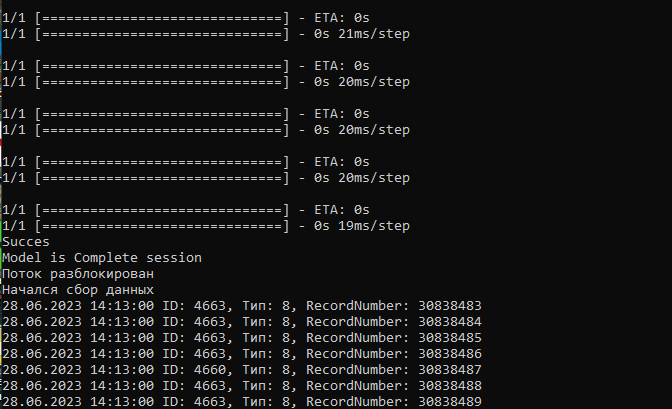 1/1 [==============================] - ETA: 0s
1/1 [==============================] - 0s 21ms/step
1/1 [==============================] - ETA: 0s
1/1 [==============================] - 0s 20ms/step
1/1 [==============================] - ETA: 0s
1/1 [==============================] - 0s 20ms/step
1/1 [==============================] - ETA: 0s
1/1 [==============================] - 0s 20ms/step
1/1 [==============================] - ETA: 0s
1/1 [==============================] - 0s 19ms/step
Succes
Model is Complete session
Поток разблокирован
Начался сбор данных
28.06.2023 14:13:00 ID: 4663, Тип: 8, RecordNumber: 30838483
28.06.2023 14:13:00 ID: 4663, Тип: 8, RecordNumber: 30838484
28.06.2023 14:13:00 ID: 4663, Тип: 8, RecordNumber: 30838485
28.06.2023 14:13:00 ID: 4663, Тип: 8, RecordNumber: 30838486
28.06.2023 14:13:00 ID: 4660, Тип: 8, RecordNumber: 30838487
28.06.2023 14:13:00 ID: 4663, Тип: 8, RecordNumber: 30838488
28.06.2023 14:13:00 ID: 4663, Тип: 8, RecordNumber: 30838489